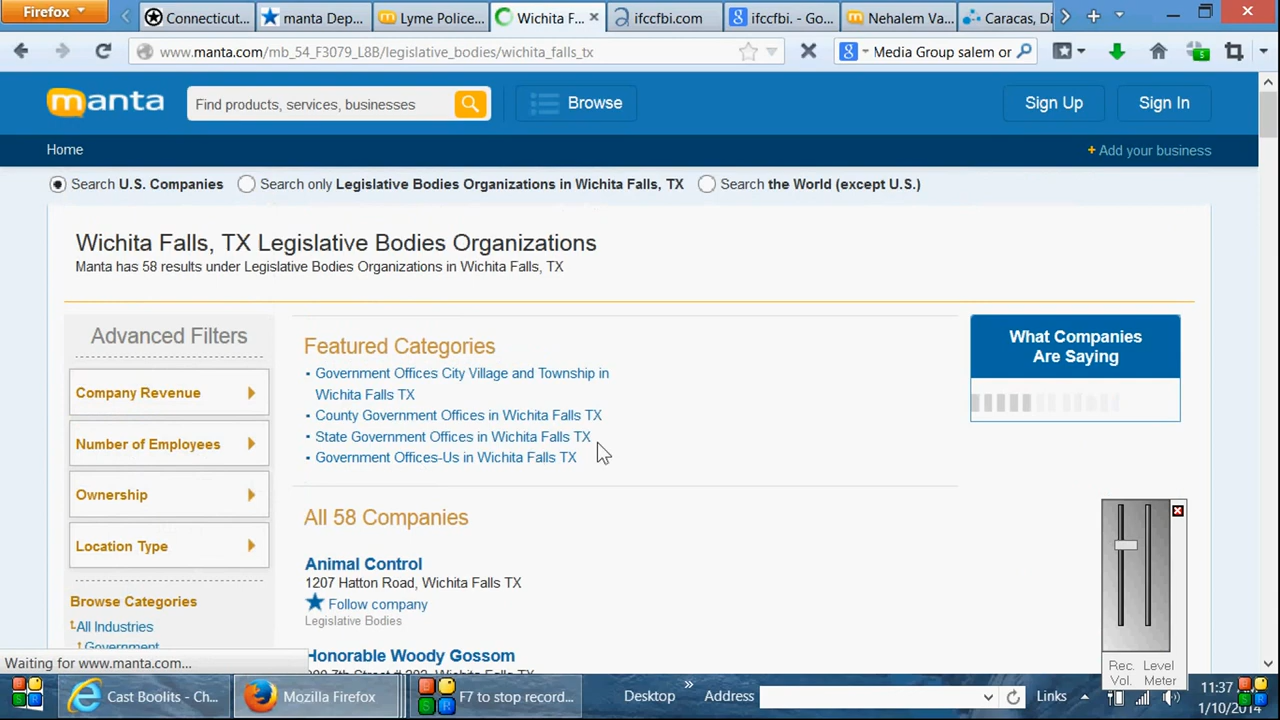 Firefox
Connecticut... manta Dep... Lyme Police... Wichita F... × ifccfbi.com ifccfbi. - Go... Nehalem Va... Caracas, Di
www.manta.com/mb_54_F3079_L8B/legislative_bodies/wichita_falls_tx Media Group salem or
manta Find products, services, businesses Browse Sign Up Sign In
Home + Add your business
Search U.S. Companies Search only Legislative Bodies Organizations in Wichita Falls, TX Search the World (except U.S.)
Wichita Falls, TX Legislative Bodies Organizations
Manta has 58 results under Legislative Bodies Organizations in Wichita Falls, TX
Advanced Filters
Company Revenue
Number of Employees
Ownership
Location Type
Browse Categories
All Industries
Government
Featured Categories
Government Offices City Village and Township in
Wichita Falls TX
County Government Offices in Wichita Falls TX
State Government Offices in Wichita Falls TX
Government Offices-Us in Wichita Falls TX
All 58 Companies
Animal Control
1207 Hatton Road, Wichita Falls TX
Follow company
Legislative Bodies
Honorable Woody Gossom
What Companies
Are Saying
Rec. Level
Vol. Meter
Waiting for www.manta.com...
Cast Boolits - Ch... Mozilla Firefox F7 to stop record... Desktop » Address Links 11:37 AM
1/10/2014